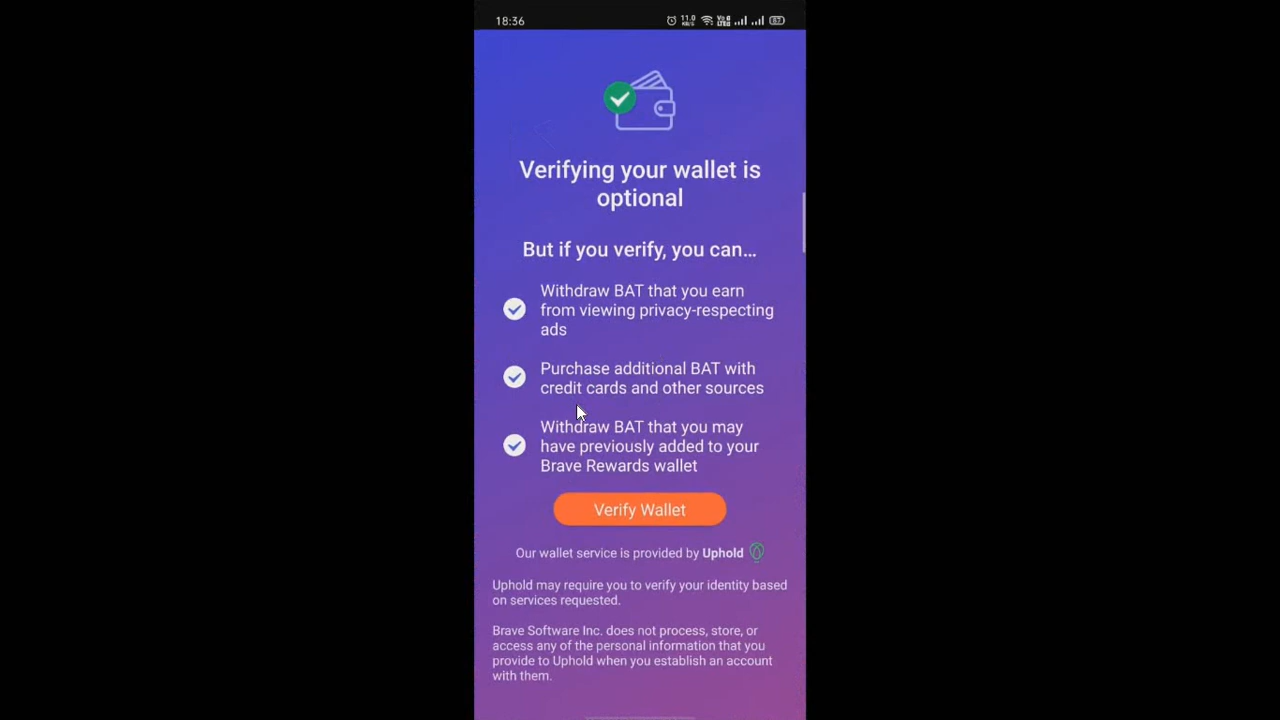 18:36
11.0
KB/S
67
Verifying your wallet is
optional
But if you verify, you can...
Withdraw BAT that you earn
from viewing privacy-respecting
ads
Purchase additional BAT with
credit cards and other sources
Withdraw BAT that you may
have previously added to your
Brave Rewards wallet
Verify Wallet
Our wallet service is provided by Uphold
Uphold may require you to verify your identity based
on services requested.
Brave Software Inc. does not process, store, or
access any of the personal information that you
provide to Uphold when you establish an account
with them.